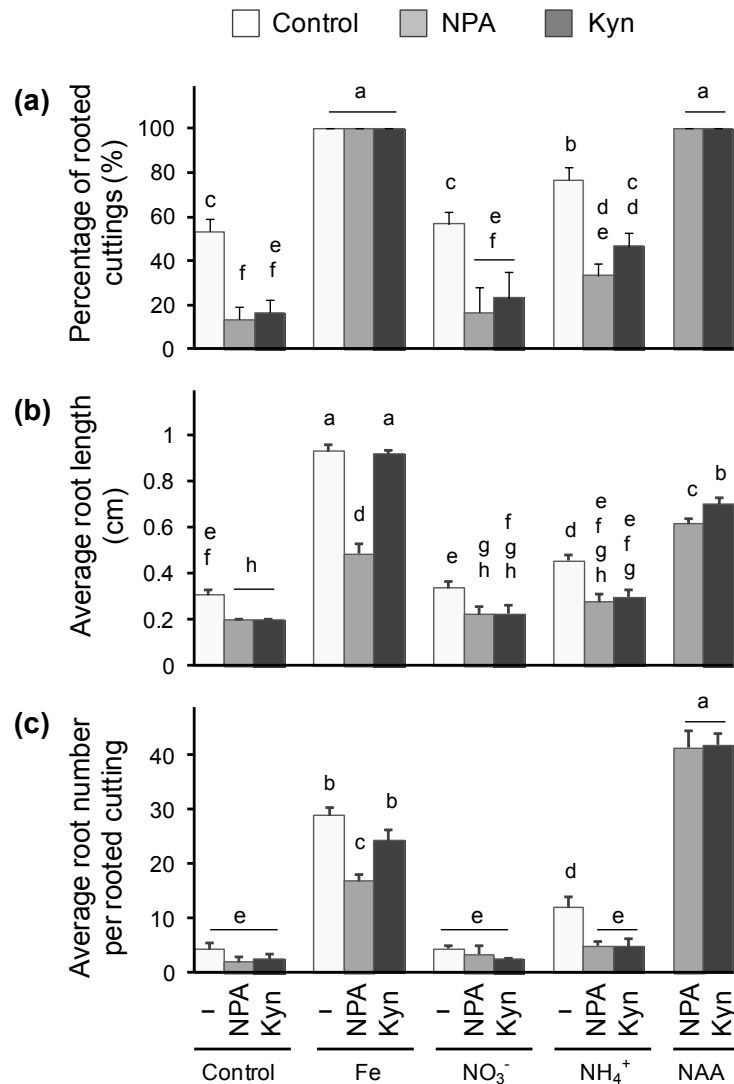 Control NPA Kyn
(a)
Percentage of rooted
cuttings (%)
100
80
60
40
20
0
c
f
e
f
a
c
e
f
b
d
e
c
d
a
(b)
Average root length
(cm)
1
0.8
0.6
0.4
0.2
0
e
f
h
a
d
a
e
g
h
f
g
h
d
e
f
g
h
e
f
g
c
b
(c)
Average root number
per rooted cutting
40
30
20
10
0
e
b
c
b
e
d
e
a
– NPA Kyn – NPA Kyn – NPA Kyn – NPA Kyn NPA Kyn
Control Fe NO₃⁻ NH₄⁺ NAA